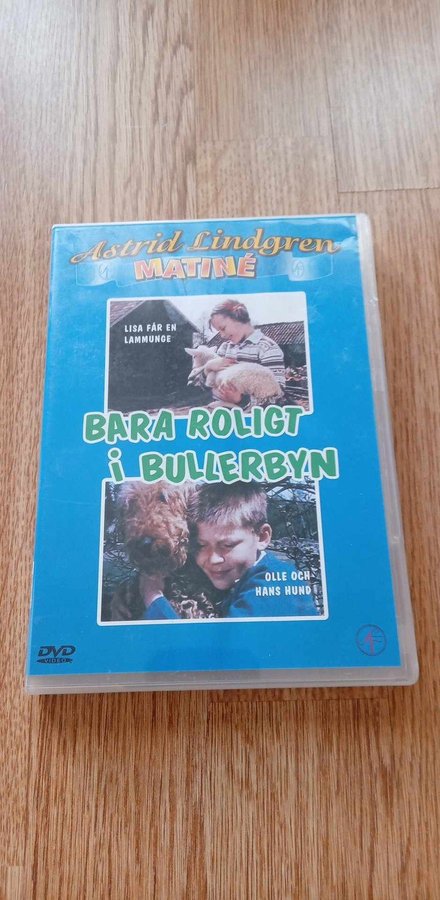 Astrid Lindgren
MATINÉ
LISA FÅR EN
LAMMUNGE
BARA ROLIGT
i BULLERBYN
OLLE OCH
HANS HUND
DVD
VIDEO